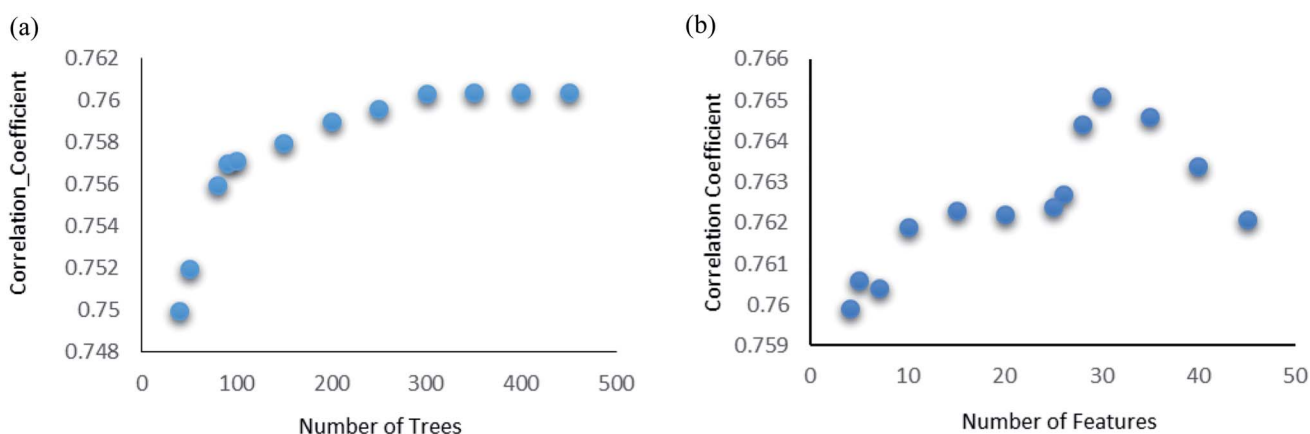 (a)
Correlation_Coefficient
0.762
0.76
0.758
0.756
0.754
0.752
0.75
0.748
0 100 200 300 400 500
Number of Trees
(b)
Correlation Coefficient
0.766
0.765
0.764
0.763
0.762
0.761
0.76
0.759
0 10 20 30 40 50
Number of Features